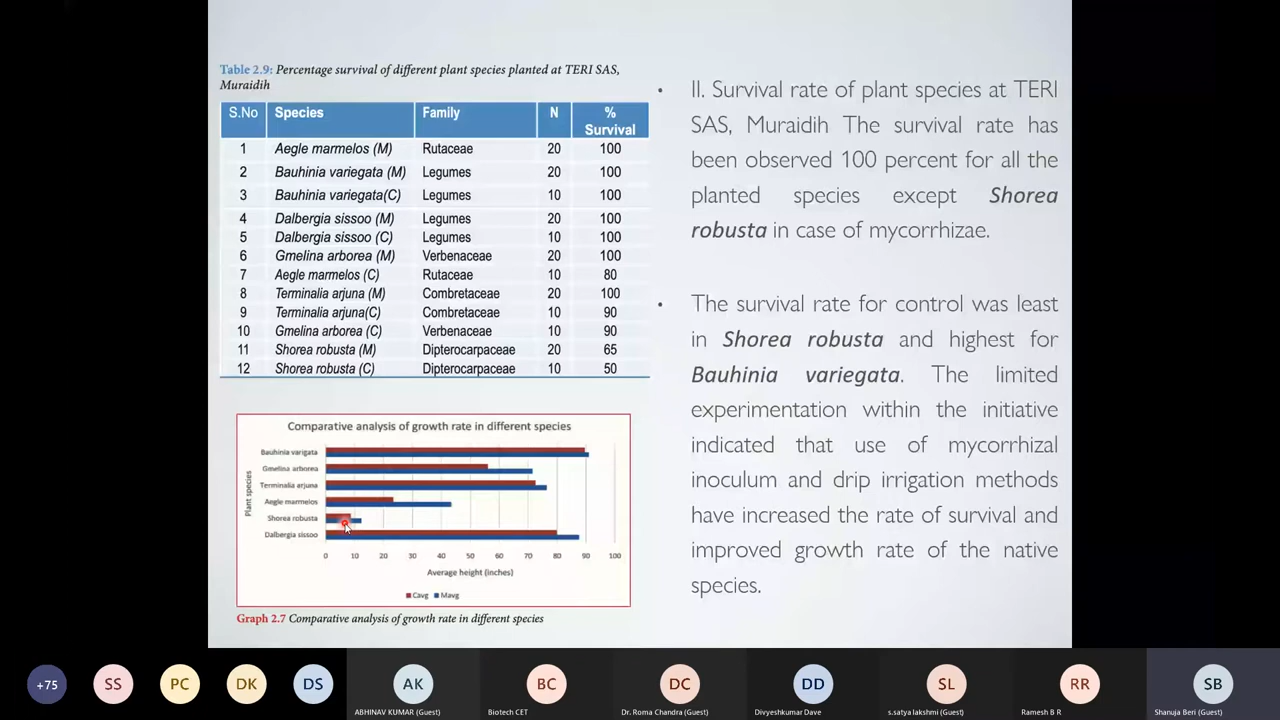 Table 2.9: Percentage survival of different plant species planted at TERI SAS,
Muraidih
S.No Species Family N % Survival
1 Aegle marmelos (M) Rutaceae 20 100
2 Bauhinia variegata (M) Legumes 20 100
3 Bauhinia variegata(C) Legumes 10 100
4 Dalbergia sissoo (M) Legumes 20 100
5 Dalbergia sissoo (C) Legumes 10 100
6 Gmelina arborea (M) Verbenaceae 20 100
7 Aegle marmelos (C) Rutaceae 10 80
8 Terminalia arjuna (M) Combretaceae 20 100
9 Terminalia arjuna(C) Combretaceae 10 90
10 Gmelina arborea (C) Verbenaceae 10 90
11 Shorea robusta (M) Dipterocarpaceae 20 65
12 Shorea robusta (C) Dipterocarpaceae 10 50
Comparative analysis of growth rate in different species
Plant species
Bauhinia varigata
Gmelina arborea
Terminalia arjuna
Aegle marmelos
Shorea robusta
Dalbergia sissoo
0 10 20 30 40 50 60 70 80 90 100
Average height (inches)
Cavg Mavg
Graph 2.7 Comparative analysis of growth rate in different species
• II. Survival rate of plant species at TERI
SAS, Muraidih The survival rate has
been observed 100 percent for all the
planted species except Shorea
robusta in case of mycorrhizae.
• The survival rate for control was least
in Shorea robusta and highest for
Bauhinia variegata. The limited
experimentation within the initiative
indicated that use of mycorrhizal
inoculum and drip irrigation methods
have increased the rate of survival and
improved growth rate of the native
species.
+75 SS PC DK DS AK BC DC DD SL RR SB
ABHINAV KUMAR (Guest) Biotech CET Dr. Roma Chandra (Guest) Divyeshkumar Dave s.satya lakshmi (Guest) Ramesh B R Shanuja Beri (Guest)